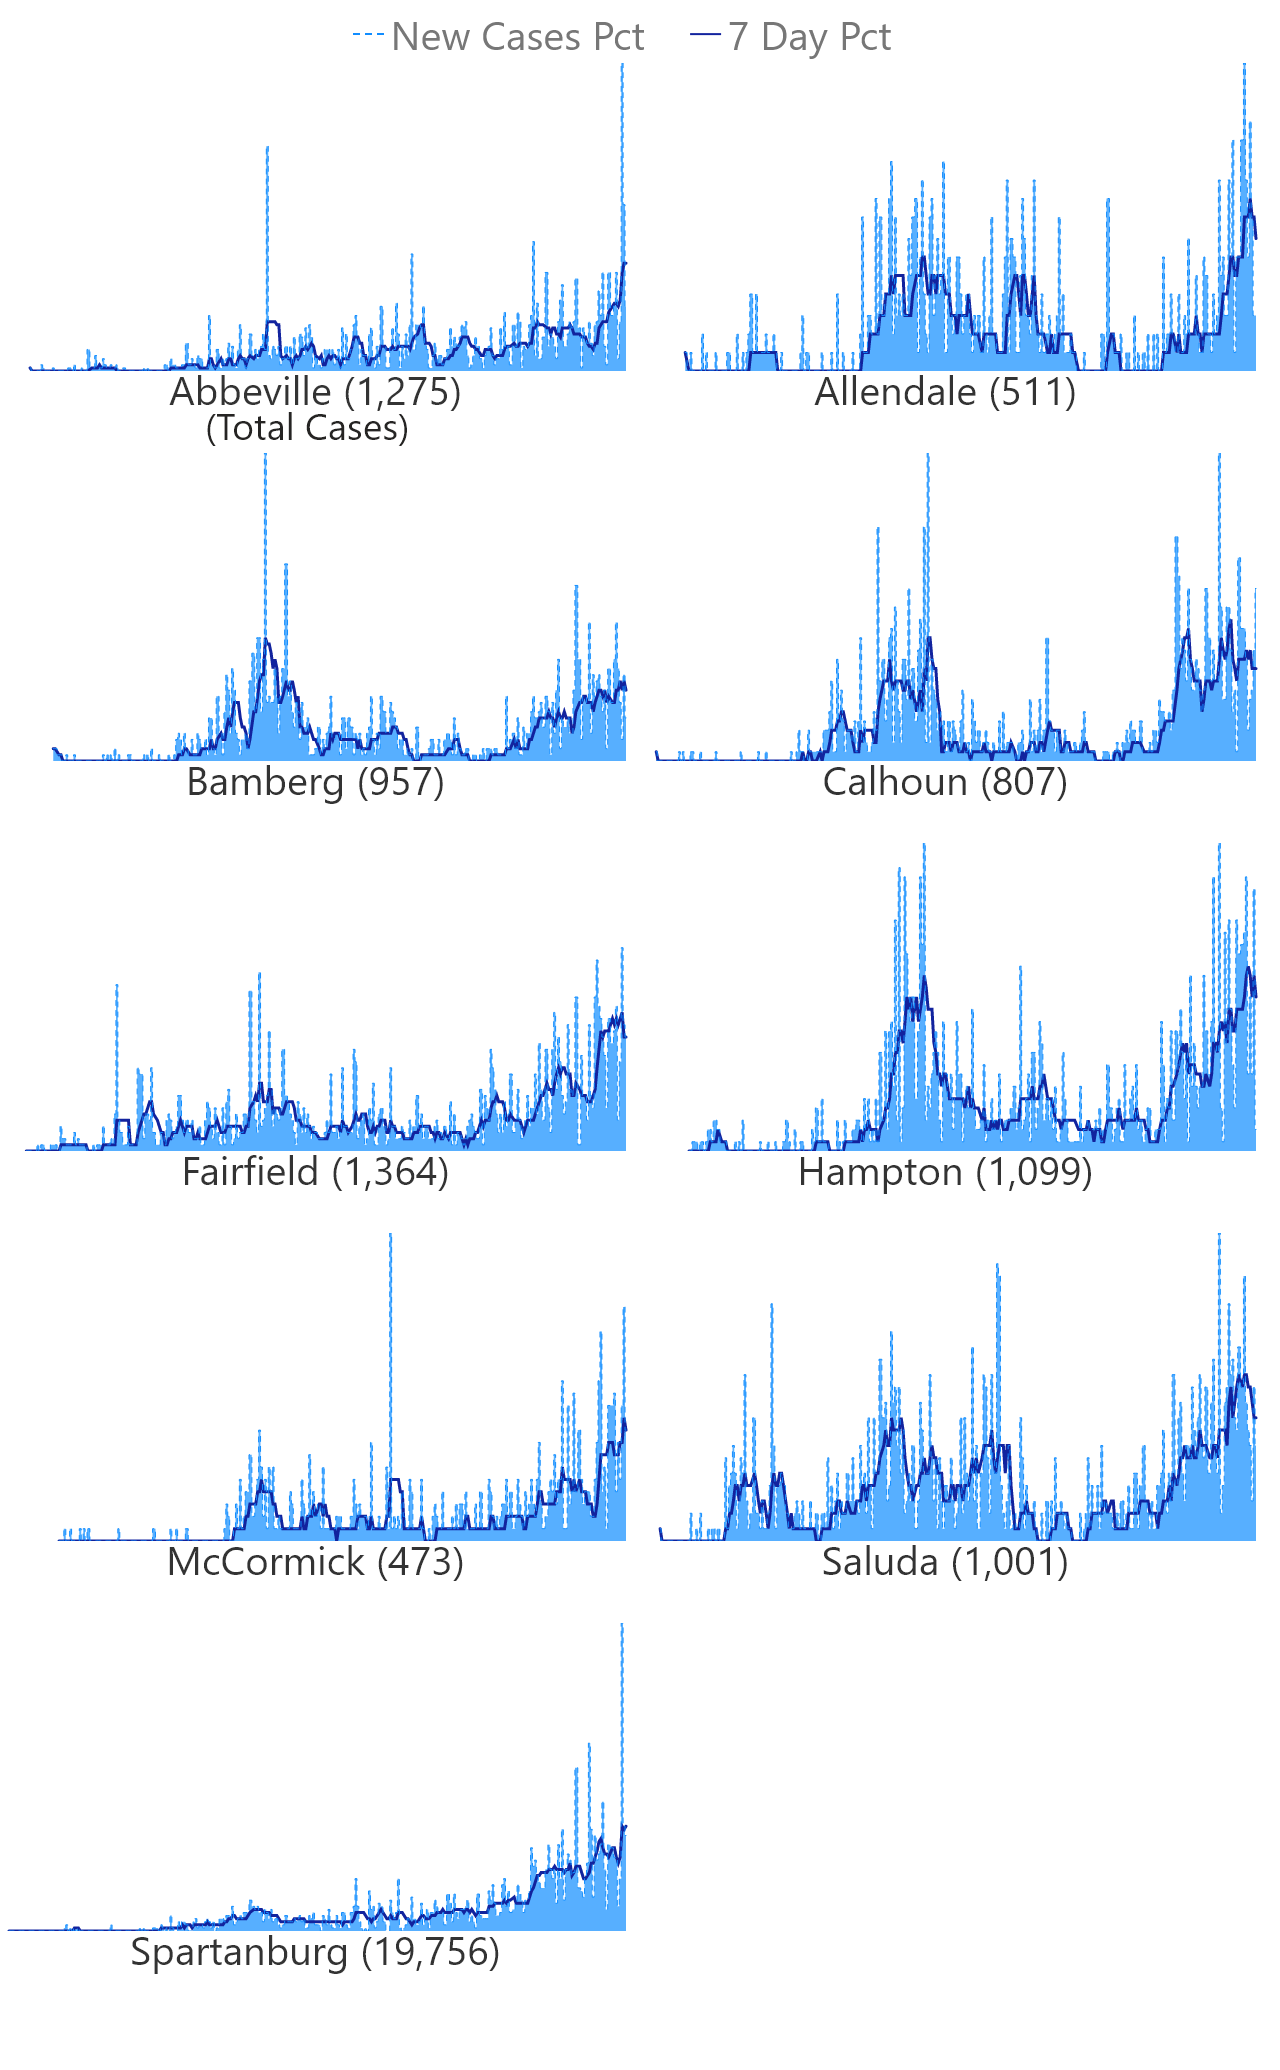 New Cases Pct 7 Day Pct
Abbeville (1,275) Allendale (511)
(Total Cases)
Bamberg (957) Calhoun (807)
Fairfield (1,364) Hampton (1,099)
McCormick (473) Saluda (1,001)
Spartanburg (19,756)